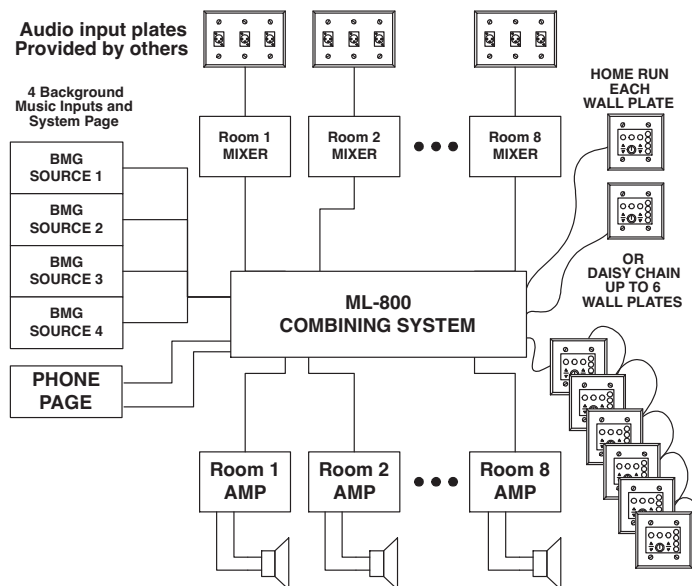 Audio input plates
Provided by others
4 Background
Music Inputs and
System Page
HOME RUN
EACH
WALL PLATE
Room 1
MIXER
Room 2
MIXER
Room 8
MIXER
BMG
SOURCE 1
BMG
SOURCE 2
BMG
SOURCE 3
BMG
SOURCE 4
OR
DAISY CHAIN
UP TO 6
WALL PLATES
ML-800
COMBINING SYSTEM
PHONE
PAGE
Room 1
AMP
Room 2
AMP
Room 8
AMP